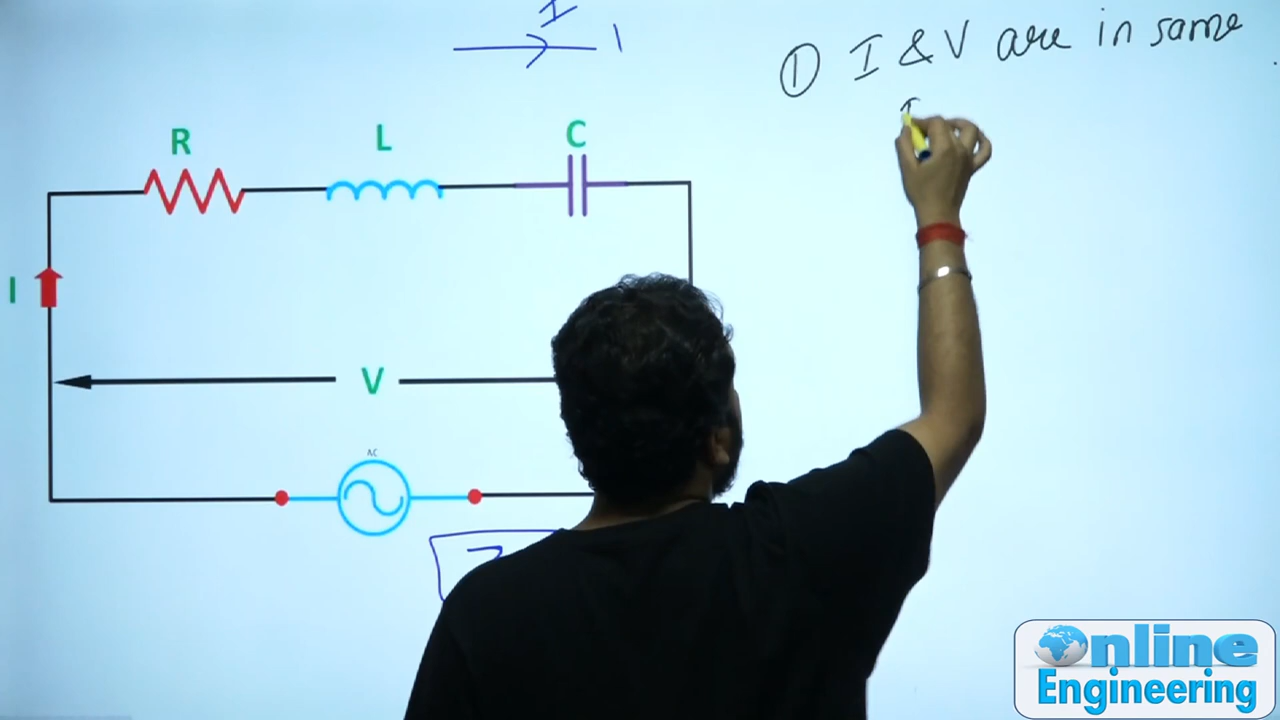 I
① I & V are in same
R
L
C
I
V
AC
Online
Engineering